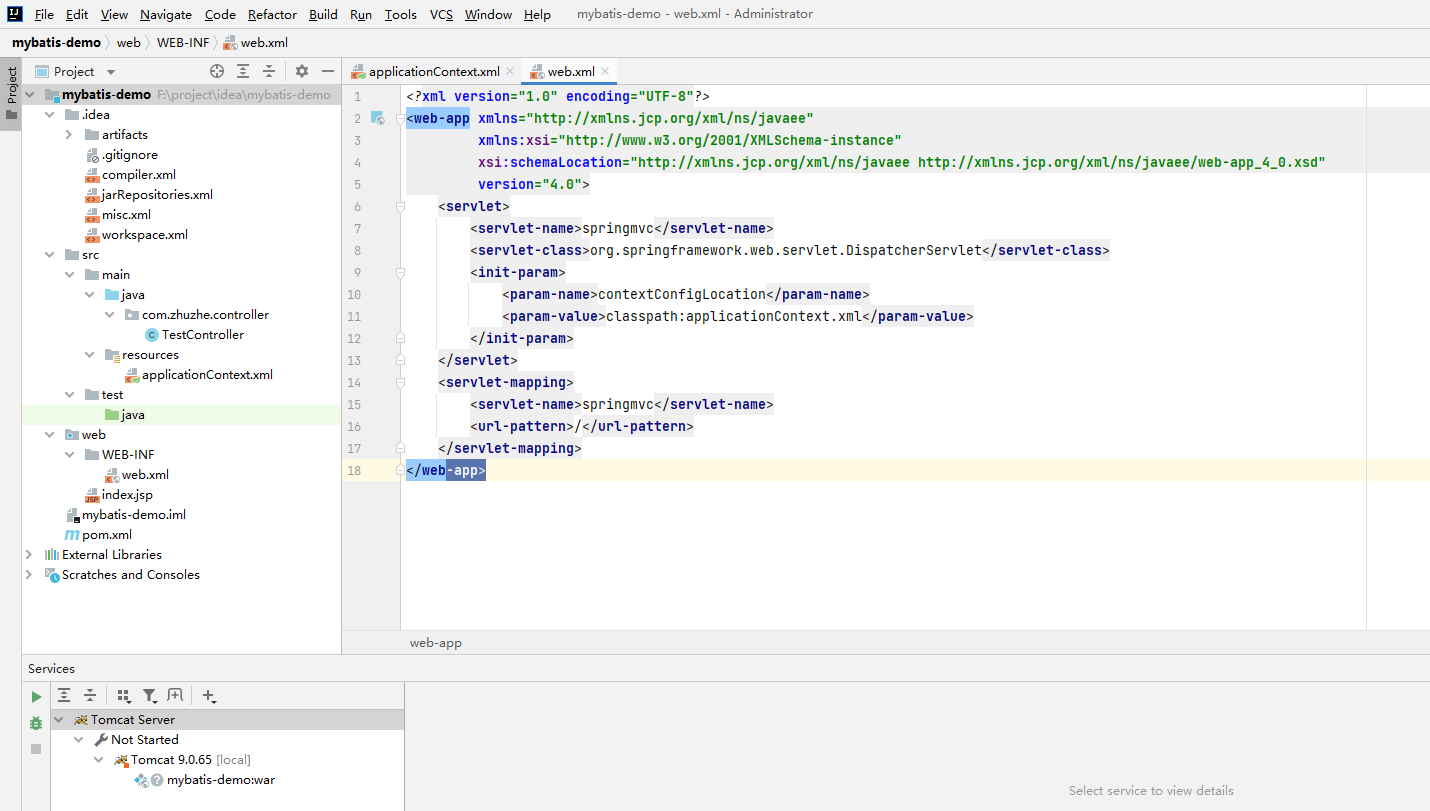 File Edit View Navigate Code Refactor Build Run Tools VCS Window Help mybatis-demo - web.xml - Administrator
mybatis-demo web WEB-INF web.xml
Project
Project
mybatis-demo F:\project\idea\mybatis-demo
.idea
artifacts
.gitignore
compiler.xml
jarRepositories.xml
misc.xml
workspace.xml
src
main
java
com.zhuzhe.controller
TestController
resources
applicationContext.xml
test
java
web
WEB-INF
web.xml
index.jsp
mybatis-demo.iml
pom.xml
External Libraries
Scratches and Consoles
applicationContext.xml web.xml
1 <?xml version="1.0" encoding="UTF-8"?>
2 <web-app xmlns="http://xmlns.jcp.org/xml/ns/javaee"
3 xmlns:xsi="http://www.w3.org/2001/XMLSchema-instance"
4 xsi:schemaLocation="http://xmlns.jcp.org/xml/ns/javaee http://xmlns.jcp.org/xml/ns/javaee/web-app_4_0.xsd"
5 version="4.0">
6 <servlet>
7 <servlet-name>springmvc</servlet-name>
8 <servlet-class>org.springframework.web.servlet.DispatcherServlet</servlet-class>
9 <init-param>
10 <param-name>contextConfigLocation</param-name>
11 <param-value>classpath:applicationContext.xml</param-value>
12 </init-param>
13 </servlet>
14 <servlet-mapping>
15 <servlet-name>springmvc</servlet-name>
16 <url-pattern>/</url-pattern>
17 </servlet-mapping>
18 </web-app>
web-app
Services
Tomcat Server
Not Started
Tomcat 9.0.65 [local]
mybatis-demo:war
Select service to view details